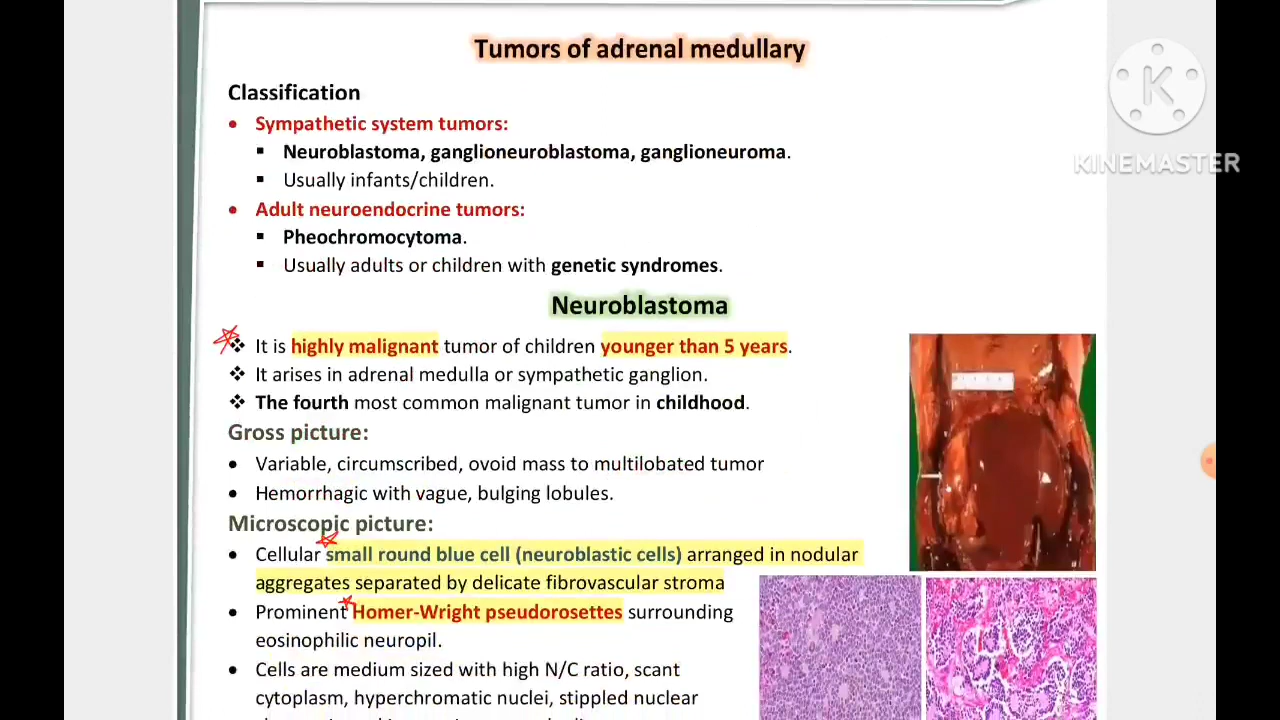 Tumors of adrenal medullary
Classification
• Sympathetic system tumors:
▪ Neuroblastoma, ganglioneuroblastoma, ganglioneuroma.
▪ Usually infants/children.
• Adult neuroendocrine tumors:
▪ Pheochromocytoma.
▪ Usually adults or children with genetic syndromes.
Neuroblastoma
❖ It is highly malignant tumor of children younger than 5 years.
❖ It arises in adrenal medulla or sympathetic ganglion.
❖ The fourth most common malignant tumor in childhood.
Gross picture:
• Variable, circumscribed, ovoid mass to multilobated tumor
• Hemorrhagic with vague, bulging lobules.
Microscopic picture:
• Cellular small round blue cell (neuroblastic cells) arranged in nodular
aggregates separated by delicate fibrovascular stroma
• Prominent Homer-Wright pseudorosettes surrounding
eosinophilic neuropil.
• Cells are medium sized with high N/C ratio, scant
cytoplasm, hyperchromatic nuclei, stippled nuclear
K
KINEMASTER